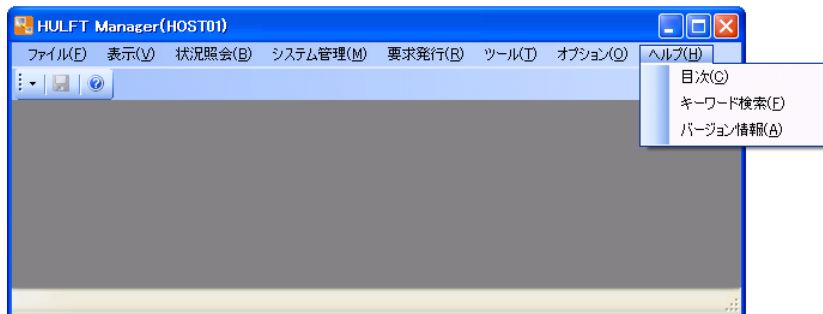 HULFT Manager(HOST01)
ファイル(F) 表示(V) 状況照会(B) システム管理(M) 要求発行(R) ツール(T) オプション(O) ヘルプ(H)
目次(C)
キーワード検索(F)
バージョン情報(A)